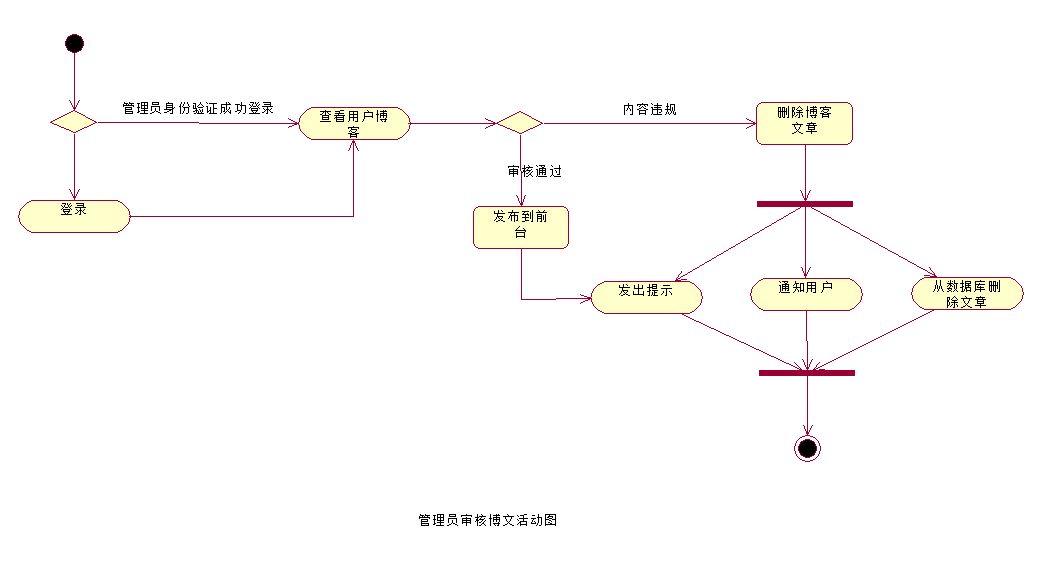 管理员身份验证成功登录
查看用户博
客
内容违规
删除博客
文章
审核通过
登录
发布到前
台
发出提示
通知用户
从数据库删
除文章
管理员审核博文活动图